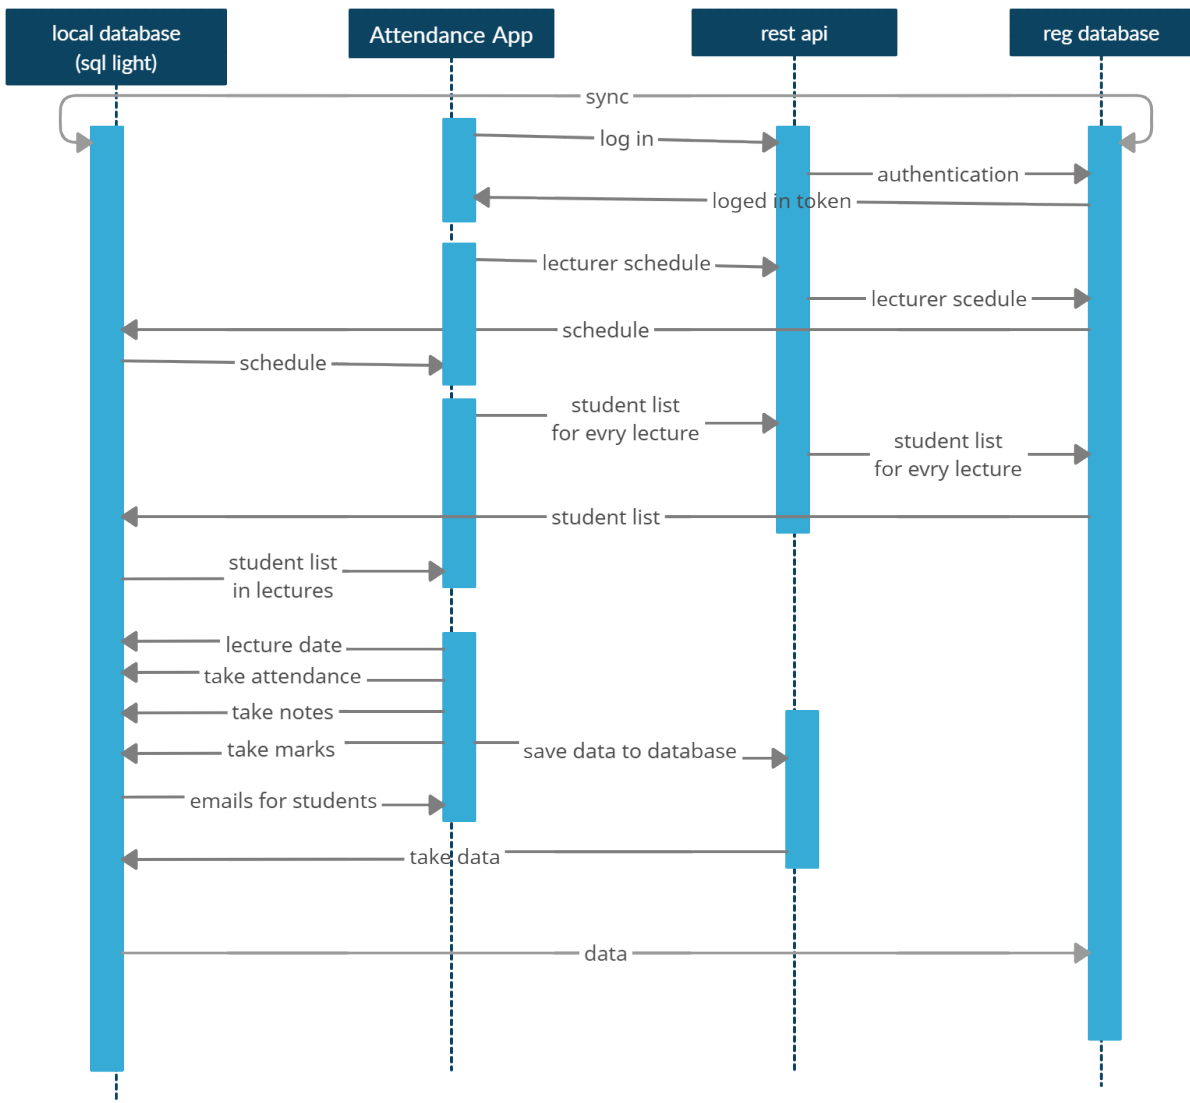 local database
(sql light)
Attendance App
rest api
reg database
sync
log in
authentication
loged in token
lecturer schedule
lecturer scedule
schedule
schedule
student list
for evry lecture
student list
for evry lecture
student list
student list
in lectures
lecture date
take attendance
take notes
take marks
save data to database
emails for students
take data
data